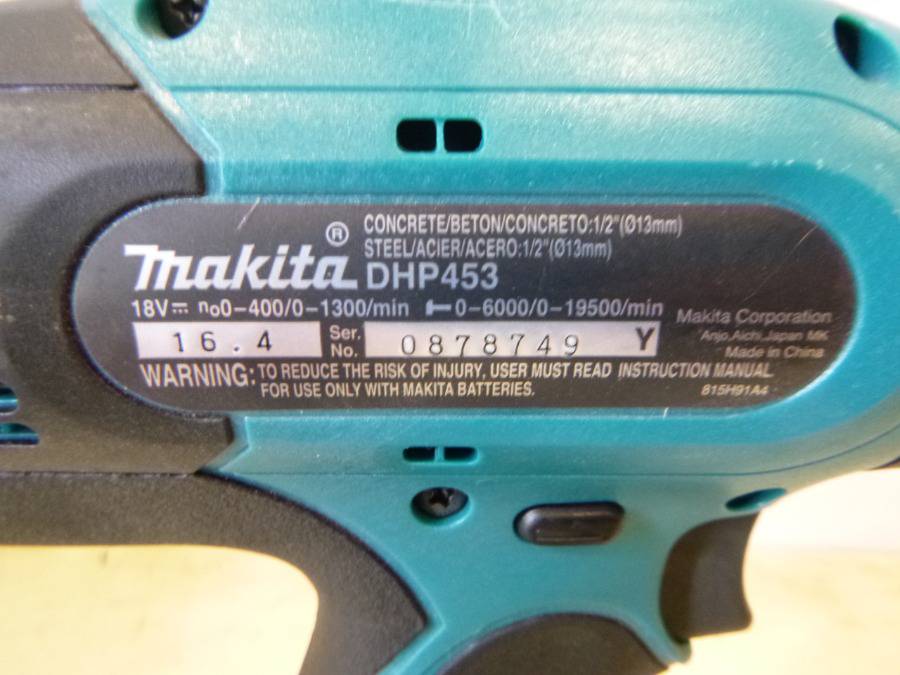 CONCRETE/BETON/CONCRETO:1/2"(Ø13mm)
STEEL/ACIER/ACERO:1/2"(Ø13mm)
makita® DHP453
18V⎓ n₀0-400/0-1300/min 0-6000/0-19500/min
16.4 Ser. No. 0878749 Y
Makita Corporation
Anjo, Aichi, Japan MK
Made in China
WARNING: TO REDUCE THE RISK OF INJURY, USER MUST READ INSTRUCTION MANUAL.
FOR USE ONLY WITH MAKITA BATTERIES.
815H91A4